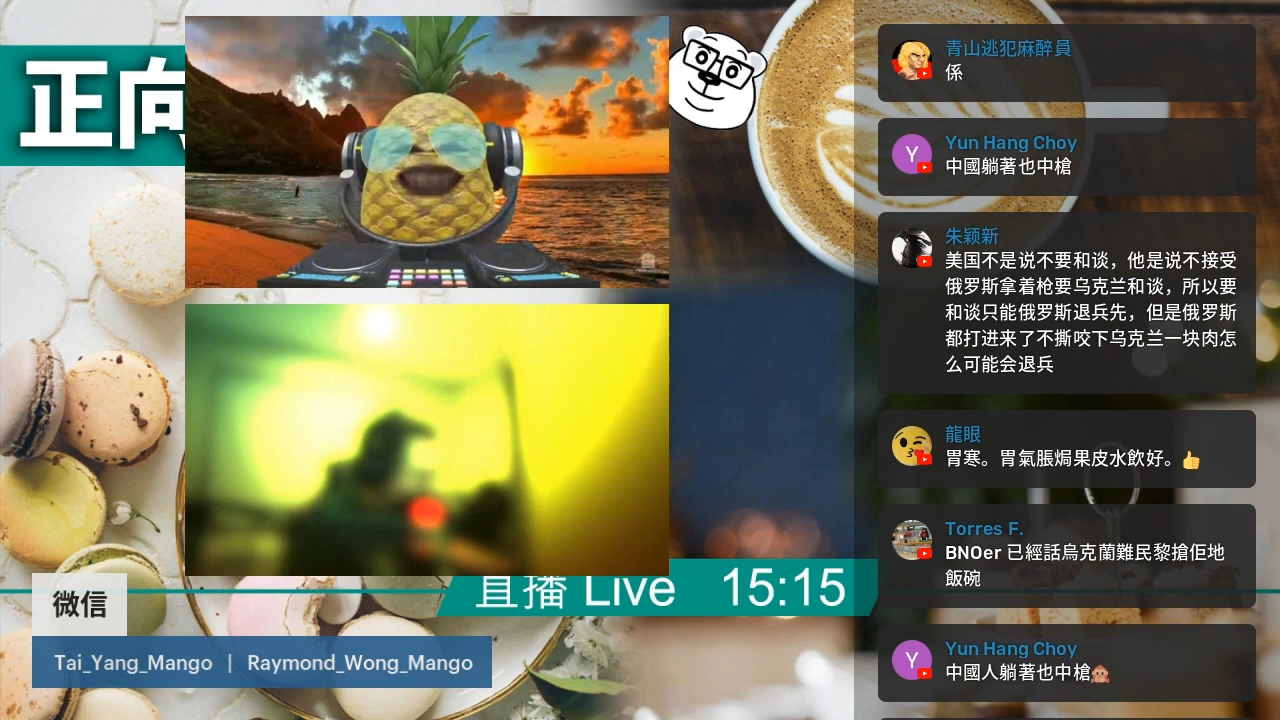 正向
直播 Live 15:15
微信
Tai_Yang_Mango | Raymond_Wong_Mango
青山逃犯麻醉員
係
Y
Yun Hang Choy
中國躺著也中槍
朱颖新
美国不是说不要和谈，他是说不接受
俄罗斯拿着枪要乌克兰和谈，所以要
和谈只能俄罗斯退兵先，但是俄罗斯
都打进来了不撕咬下乌克兰一块肉怎
么可能会退兵
龍眼
胃寒。胃氣脹焗果皮水飲好。👍
Torres F.
BNOer 已經話烏克蘭難民黎搶佢地
飯碗
Y
Yun Hang Choy
中國人躺著也中槍🙊